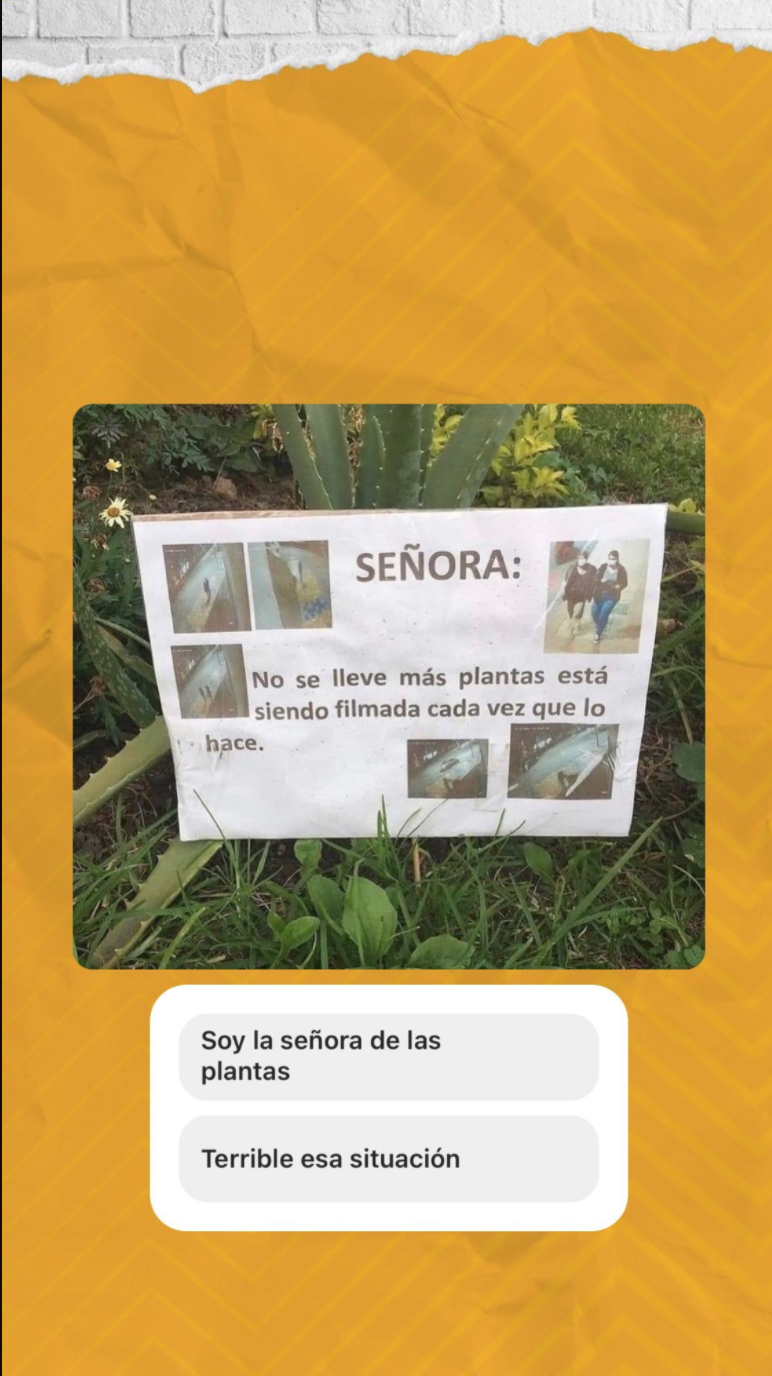 SEÑORA:
No se lleve más plantas está
siendo filmada cada vez que lo
hace.
Soy la señora de las
plantas
Terrible esa situación